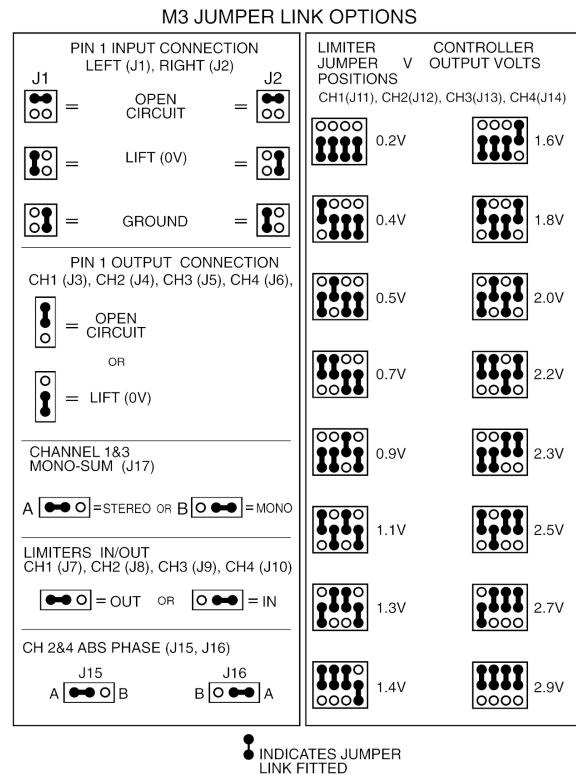 M3 JUMPER LINK OPTIONS
PIN 1 INPUT CONNECTION
LEFT (J1), RIGHT (J2)
J1
J2
= OPEN CIRCUIT =
= LIFT (0V) =
= GROUND =
PIN 1 OUTPUT CONNECTION
CH1 (J3), CH2 (J4), CH3 (J5), CH4 (J6),
= OPEN
CIRCUIT
OR
= LIFT (0V)
CHANNEL 1&3
MONO-SUM (J17)
A =STEREO OR B =MONO
LIMITERS IN/OUT
CH1 (J7), CH2 (J8), CH3 (J9), CH4 (J10)
= OUT OR = IN
CH 2&4 ABS PHASE (J15, J16)
J15 J16
A B B A
LIMITER CONTROLLER
JUMPER V OUTPUT VOLTS
POSITIONS
CH1(J11), CH2(J12), CH3(J13), CH4(J14)
0.2V 1.6V
0.4V 1.8V
0.5V 2.0V
0.7V 2.2V
0.9V 2.3V
1.1V 2.5V
1.3V 2.7V
1.4V 2.9V
INDICATES JUMPER
LINK FITTED